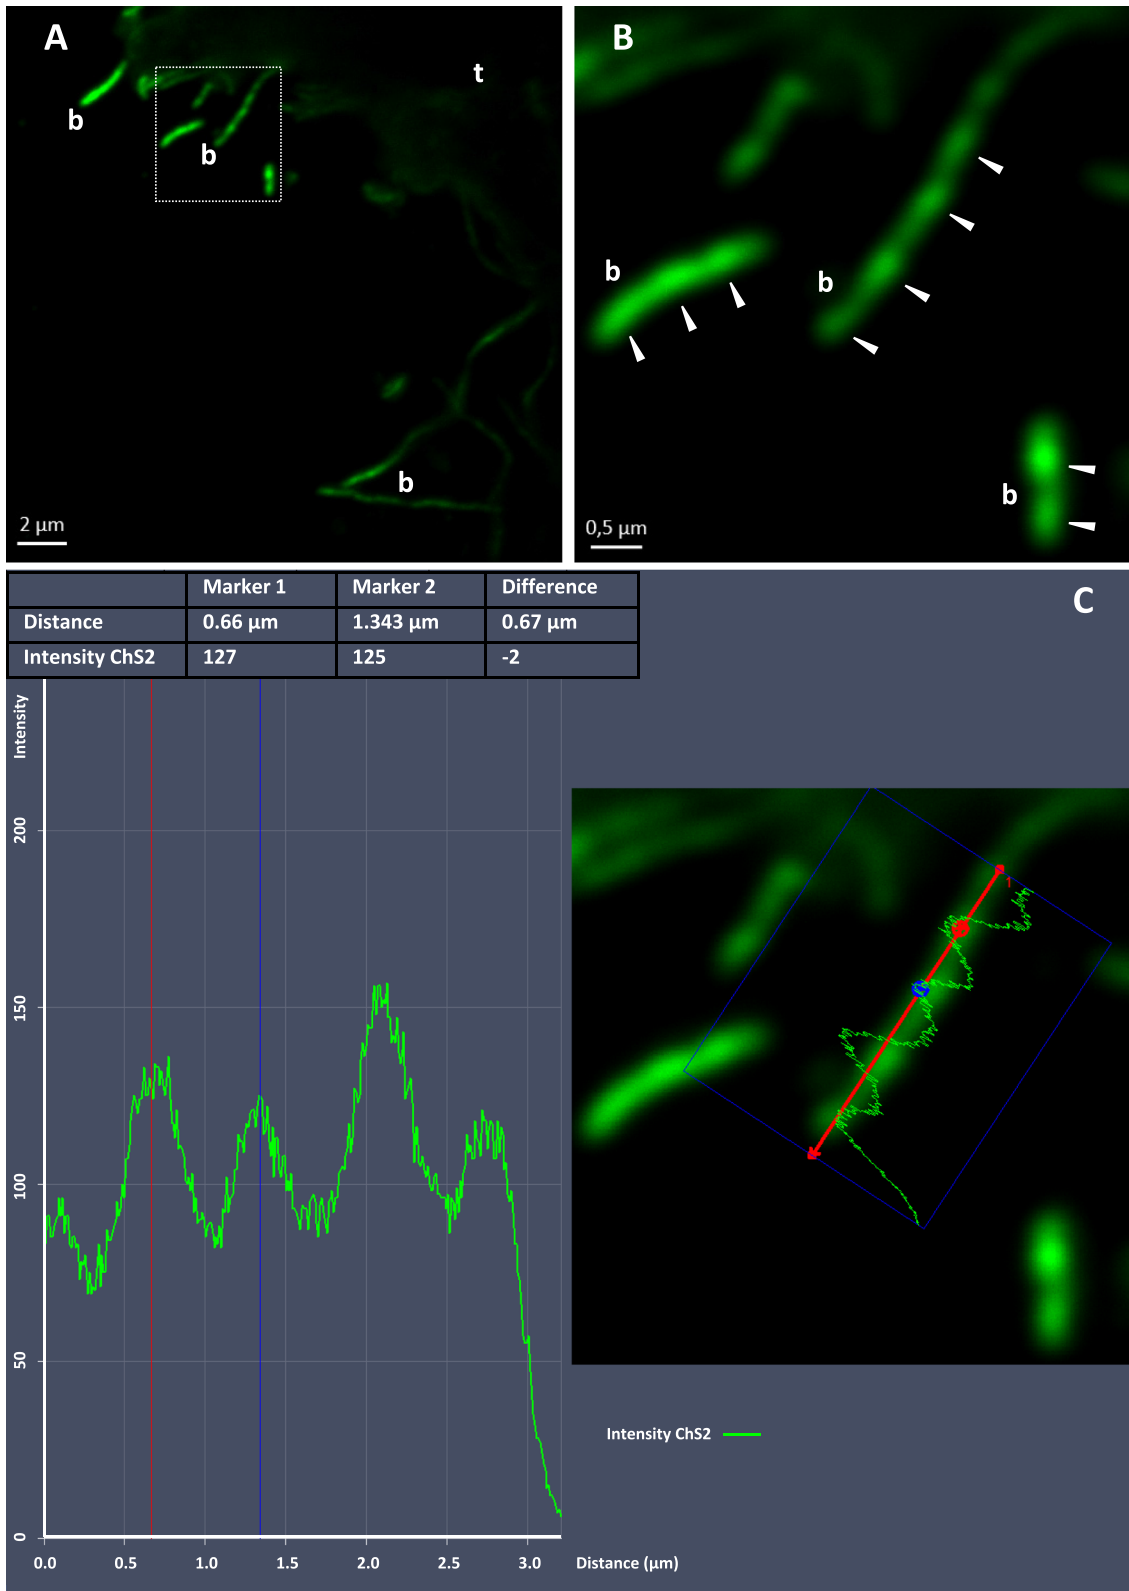 A
t
b
b
b
2 µm
B
b
b
b
0,5 µm
Marker 1 Marker 2 Difference
Distance 0.66 µm 1.343 µm 0.67 µm
Intensity ChS2 127 125 -2
C
Intensity
200
150
100
50
0
0.0 0.5 1.0 1.5 2.0 2.5 3.0 Distance (µm)
1
Intensity ChS2